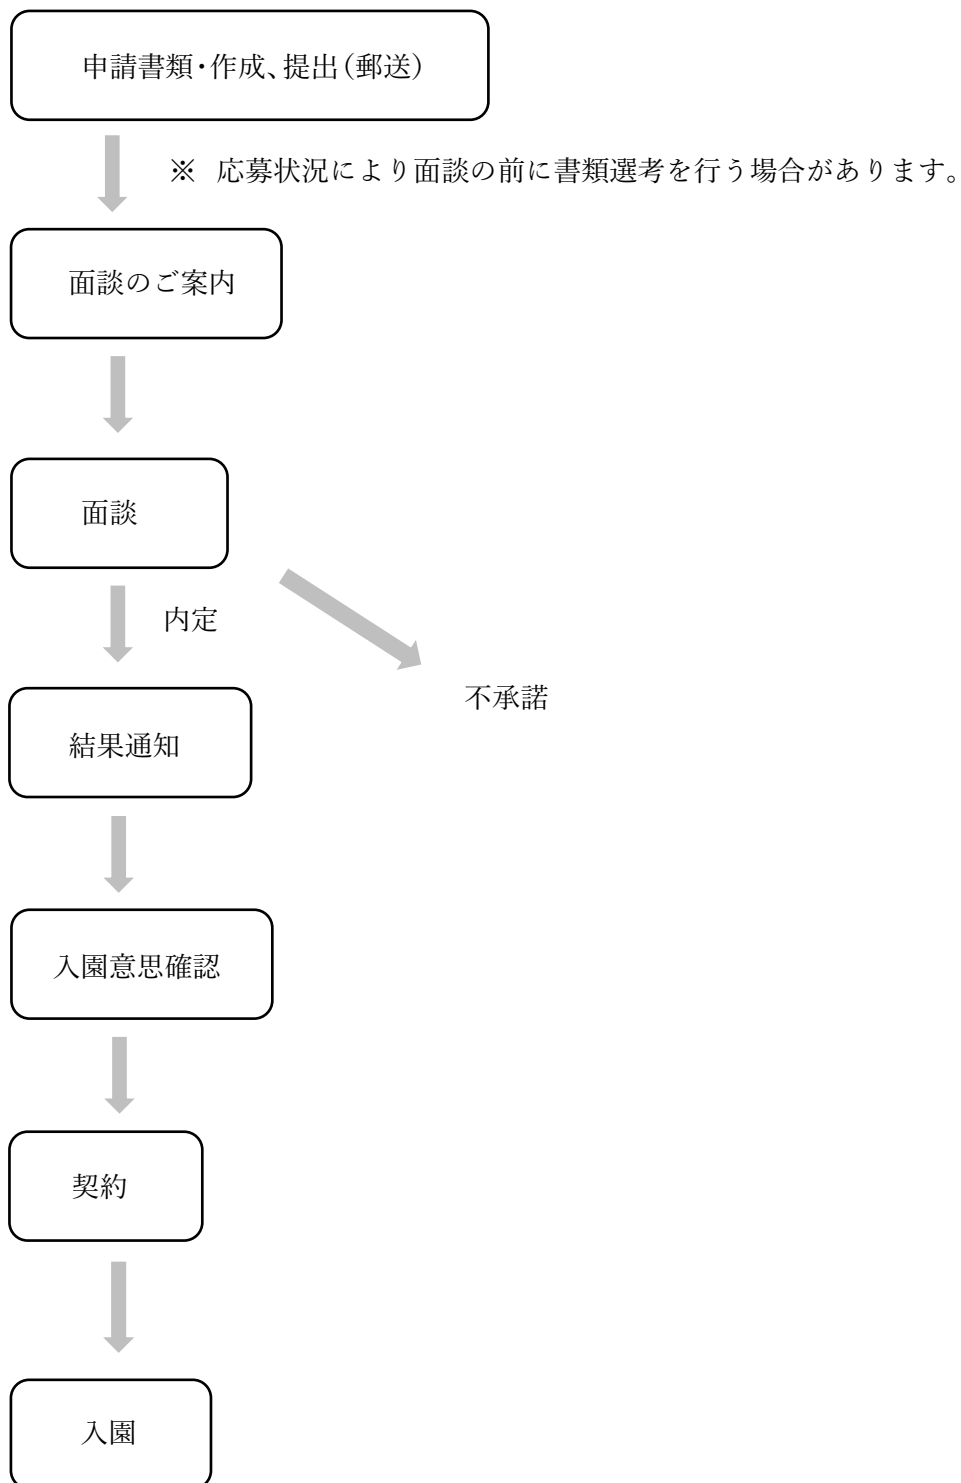 申請書類・作成、提出（郵送）
※ 応募状況により面談の前に書類選考を行う場合があります。
面談のご案内
面談
内定
不承諾
結果通知
入園意思確認
契約
入園